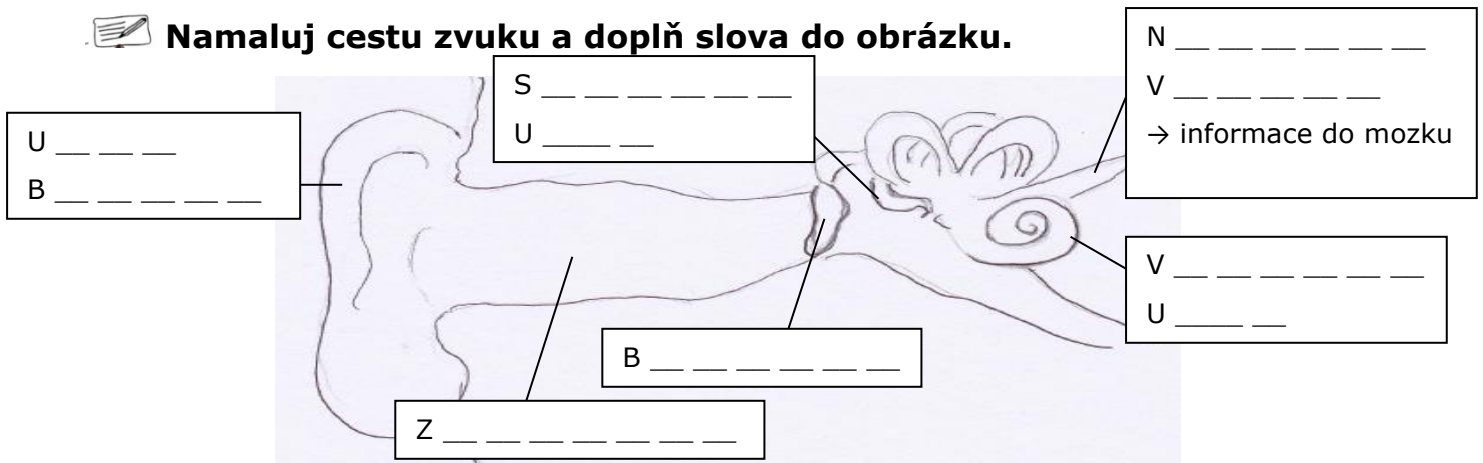 Namaluj cestu zvuku a doplň slova do obrázku.
N __ __ __ __ __ __
V __ __ __ __ __
→ informace do mozku
S __ __ __ __ __ __
U ____ __
U __ __ __
B __ __ __ __ __
V __ __ __ __ __ __
U ____ __
B __ __ __ __ __ __
Z __ __ __ __ __ __ __